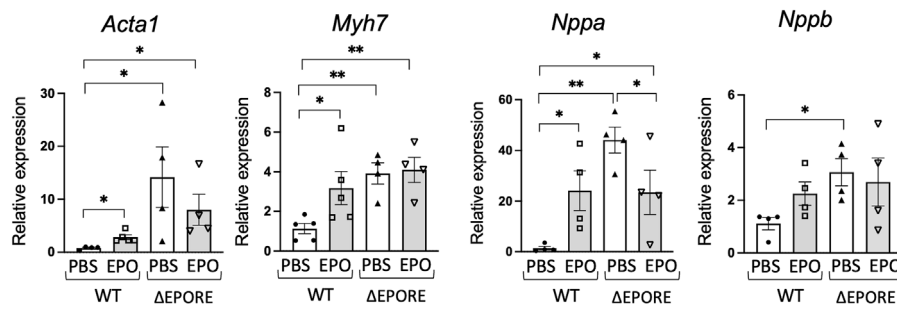 Acta1
Relative expression
30
20
10
0
*
*
*
PBS EPO PBS EPO
WT ΔEPORE
Myh7
Relative expression
8
6
4
2
0
**
**
*
PBS EPO PBS EPO
WT ΔEPORE
Nppa
Relative expression
60
40
20
0
*
**
*
*
PBS EPO PBS EPO
WT ΔEPORE
Nppb
Relative expression
6
4
2
0
*
PBS EPO PBS EPO
WT ΔEPORE